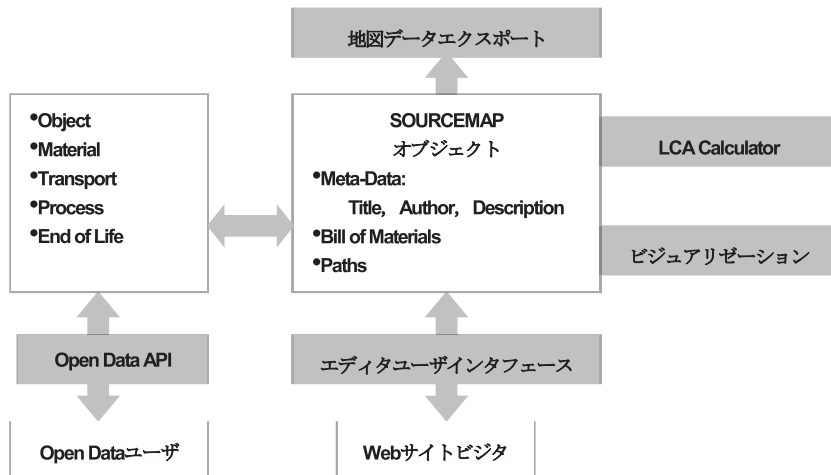 地図データエクスポート
•Object
•Material
•Transport
•Process
•End of Life
SOURCEMAP
オブジェクト
•Meta-Data:
Title, Author, Description
•Bill of Materials
•Paths
LCA Calculator
ビジュアリゼーション
Open Data API
エディタユーザインタフェース
Open Dataユーザ
Webサイトビジタ